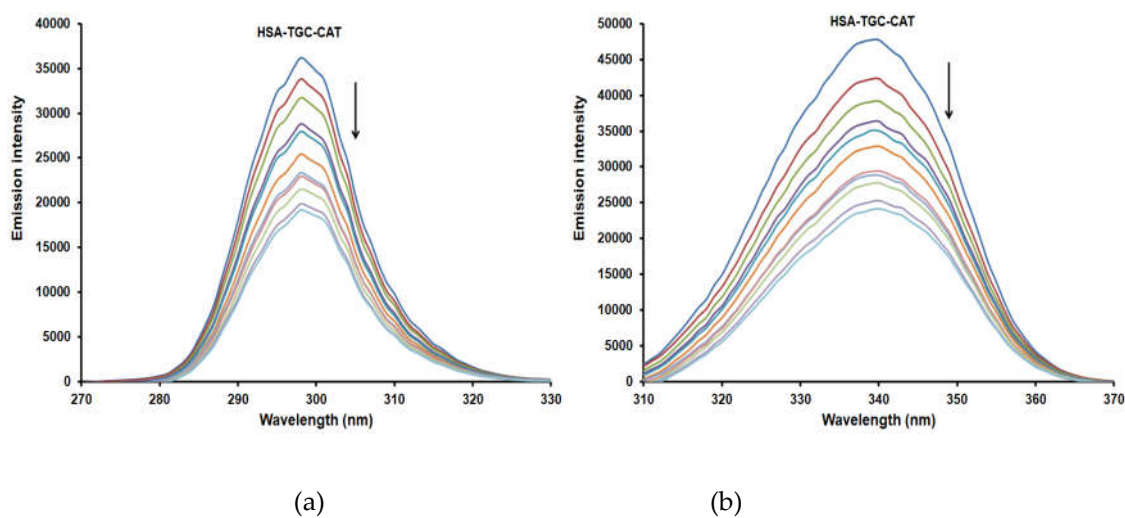 HSA-TGC-CAT
Emission intensity
40000
35000
30000
25000
20000
15000
10000
5000
0
270 280 290 300 310 320 330
Wavelength (nm)
(a)
HSA-TGC-CAT
Emission intensity
50000
45000
40000
35000
30000
25000
20000
15000
10000
5000
0
310 320 330 340 350 360 370
Wavelength (nm)
(b)